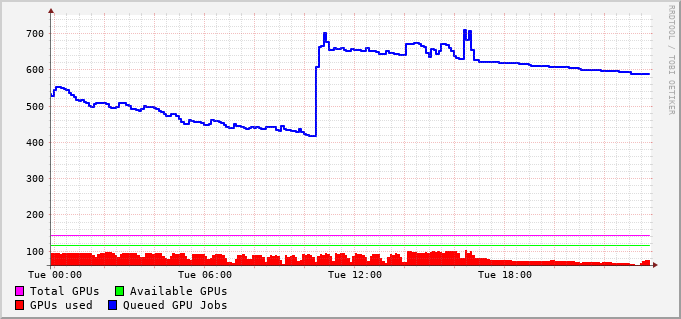 700
600
500
400
300
200
100
Tue 00:00 Tue 06:00 Tue 12:00 Tue 18:00
Total GPUs Available GPUs
GPUs used Queued GPU Jobs
RRDTOOL / TOBI OETIKER